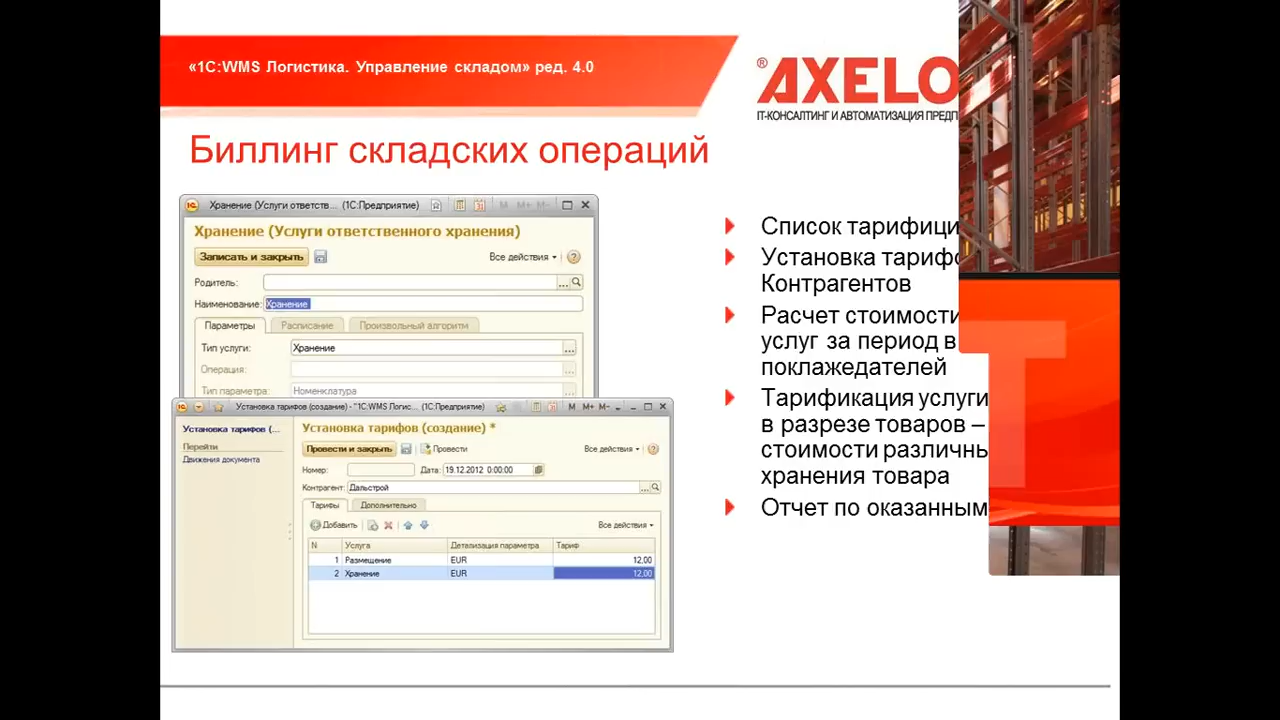 «1C:WMS Логистика. Управление складом» ред. 4.0
®AXELO
IT-КОНСАЛТИНГ И АВТОМАТИЗАЦИЯ ПРЕДП
Биллинг складских операций
Хранение (Услуги ответств... (1С:Предприятие) M M+ M-
Хранение (Услуги ответственного хранения)
Записать и закрыть
Все действия
Родитель:
Наименование: Хранение
Параметры Расписание Произвольный алгоритм
Тип услуги: Хранение
Операция:
Тип параметра: Номенклатура
Установка тарифов (создание) - "1С:WMS Логис... (1С:Предприятие) M M+ M-
Установка тарифов (...
Перейти
Движения документа
Установка тарифов (создание) *
Провести и закрыть Провести Все действия
Номер: Дата: 19.12.2012 0:00:00
Контрагент: Дальстрой
Тарифы Дополнительно
Добавить Все действия
N Услуга Детализация параметра Тариф
1 Размещение EUR 12,00
2 Хранение EUR 12,00
Список тарифици
Установка тарифо
Контрагентов
Расчет стоимости
услуг за период в
поклажедателей
Тарификация услуги
в разрезе товаров –
стоимости различнь
хранения товара
Отчет по оказанным